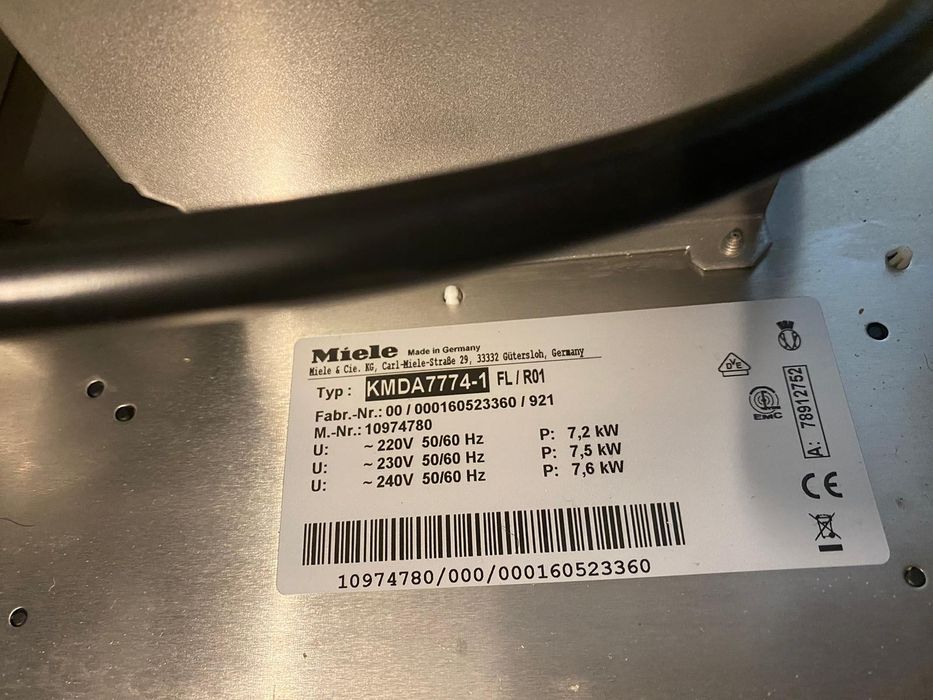 Miele Made in Germany
Miele & Cie. KG, Carl-Miele-Straße 29, 33332 Gütersloh, Germany
Typ : KMDA7774-1 FL / R01
Fabr.-Nr.: 00 / 000160523360 / 921
M.-Nr.: 10974780
U: ~ 220V 50/60 Hz P: 7,2 kW
U: ~ 230V 50/60 Hz P: 7,5 kW
U: ~ 240V 50/60 Hz P: 7,6 kW
DVE
EMC
A: 78912752
CE
10974780/000/000160523360